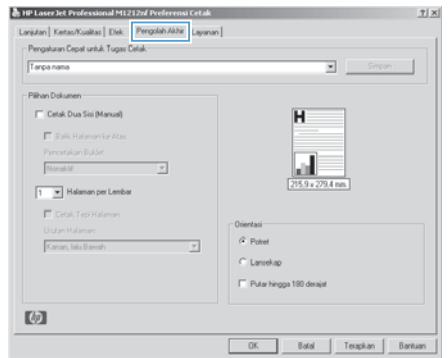 HP LaserJet Professional M1212nf Preferensi Cetak
Lanjutan Kertas/Kualitas Efek Pengolah Akhir Layanan
Pengaturan Cepat untuk Tugas Cetak
Tanpa nama
Simpan
Pilihan Dokumen
Cetak Dua Sisi (Manual)
Balik Halaman ke Atas
Pencetakan Buklet
Nonaktif
1 Halaman per Lembar
Cetak Tepi Halaman
Urutan Halaman
Kanan, lalu Bawah
H
215.9 x 279.4 mm.
Orientasi
Potret
Lansekap
Putar hingga 180 derajat
hp
OK Batal Terapkan Bantuan